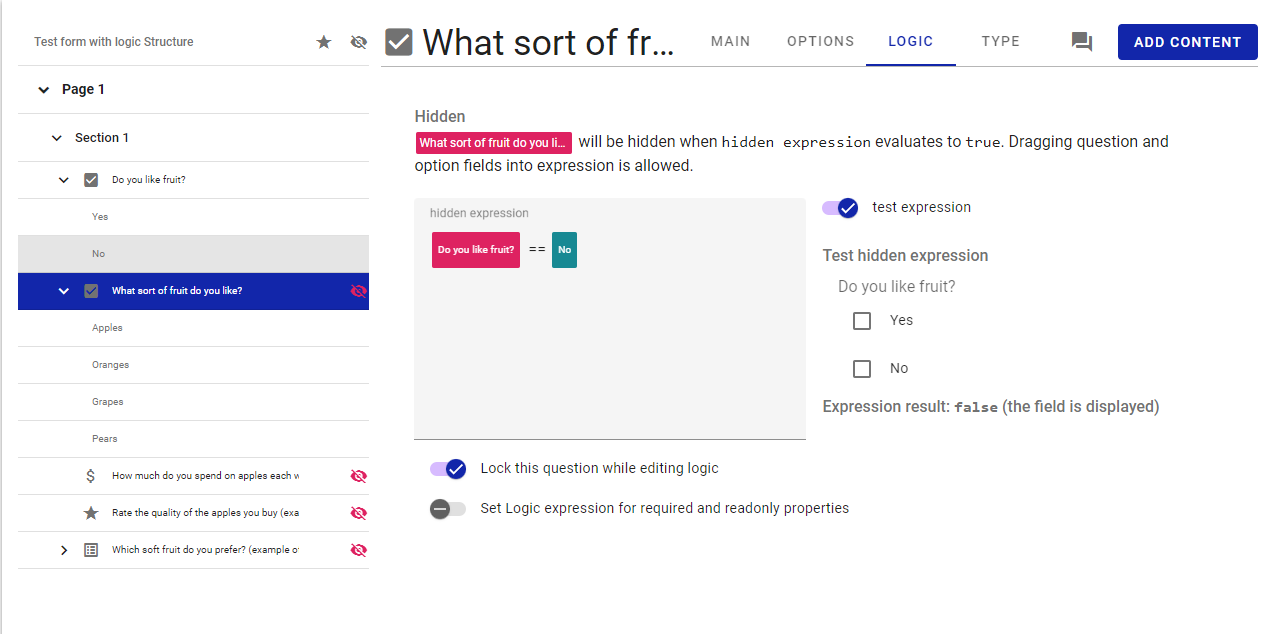 Test form with logic Structure
Page 1
Section 1
Do you like fruit?
Yes
No
What sort of fruit do you like?
Apples
Oranges
Grapes
Pears
How much do you spend on apples each w
Rate the quality of the apples you buy (exa
Which soft fruit do you prefer? (example of
What sort of fr...
MAIN
OPTIONS
LOGIC
TYPE
ADD CONTENT
Hidden
What sort of fruit do you li... will be hidden when hidden expression evaluates to true. Dragging question and
option fields into expression is allowed.
hidden expression
Do you like fruit? == No
test expression
Test hidden expression
Do you like fruit?
Yes
No
Expression result: false (the field is displayed)
Lock this question while editing logic
Set Logic expression for required and readonly properties